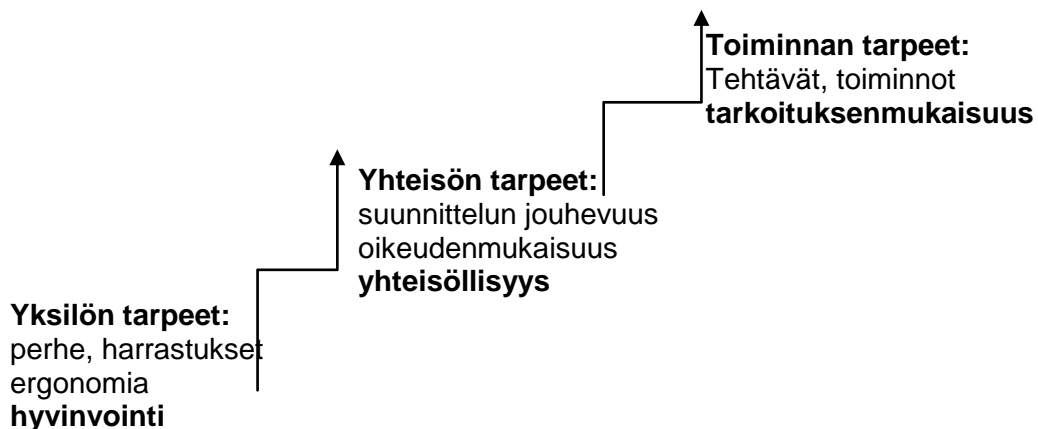 Toiminnan tarpeet:
Tehtävät, toiminnot
tarkoituksenmukaisuus
Yhteisön tarpeet:
suunnittelun jouhevuus
oikeudenmukaisuus
yhteisöllisyys
Yksilön tarpeet:
perhe, harrastukset
ergonomia
hyvinvointi